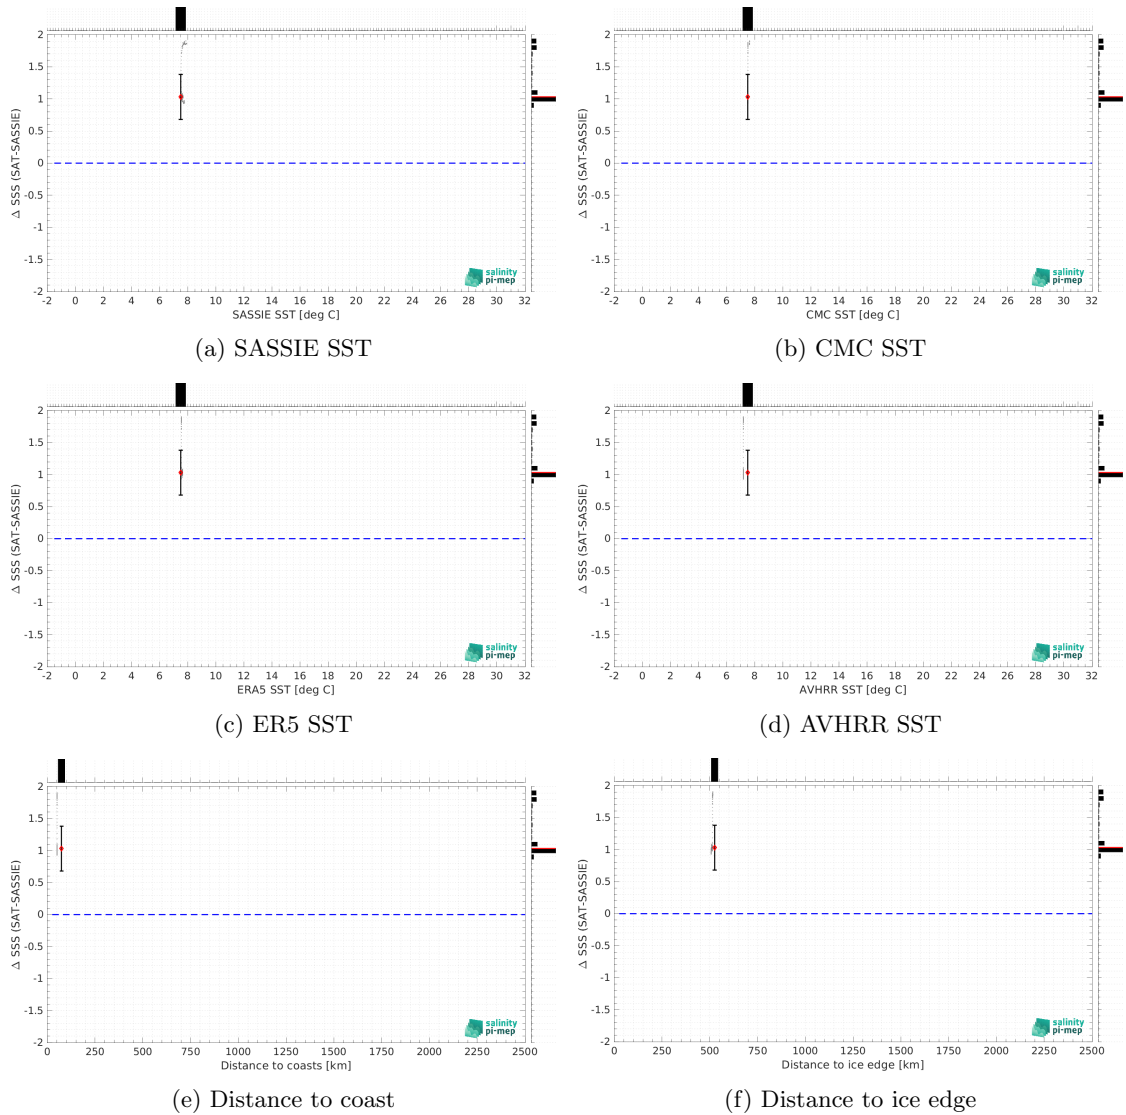 2
1.5
1
0.5
0
-0.5
-1
-1.5
-2
Δ SSS (SAT-SASSIE)
-2 0 2 4 6 8 10 12 14 16 18 20 22 24 26 28 30 32
SASSIE SST [deg C]
salinity
pi-mep
(a) SASSIE SST
2
1.5
1
0.5
0
-0.5
-1
-1.5
-2
Δ SSS (SAT-SASSIE)
-2 0 2 4 6 8 10 12 14 16 18 20 22 24 26 28 30 32
CMC SST [deg C]
salinity
pi-mep
(b) CMC SST
2
1.5
1
0.5
0
-0.5
-1
-1.5
-2
Δ SSS (SAT-SASSIE)
-2 0 2 4 6 8 10 12 14 16 18 20 22 24 26 28 30 32
ERA5 SST [deg C]
salinity
pi-mep
(c) ER5 SST
2
1.5
1
0.5
0
-0.5
-1
-1.5
-2
Δ SSS (SAT-SASSIE)
-2 0 2 4 6 8 10 12 14 16 18 20 22 24 26 28 30 32
AVHRR SST [deg C]
salinity
pi-mep
(d) AVHRR SST
2
1.5
1
0.5
0
-0.5
-1
-1.5
-2
Δ SSS (SAT-SASSIE)
0 250 500 750 1000 1250 1500 1750 2000 2250 2500
Distance to coasts [km]
salinity
pi-mep
(e) Distance to coast
2
1.5
1
0.5
0
-0.5
-1
-1.5
-2
Δ SSS (SAT-SASSIE)
0 250 500 750 1000 1250 1500 1750 2000 2250 2500
Distance to ice edge [km]
salinity
pi-mep
(f) Distance to ice edge